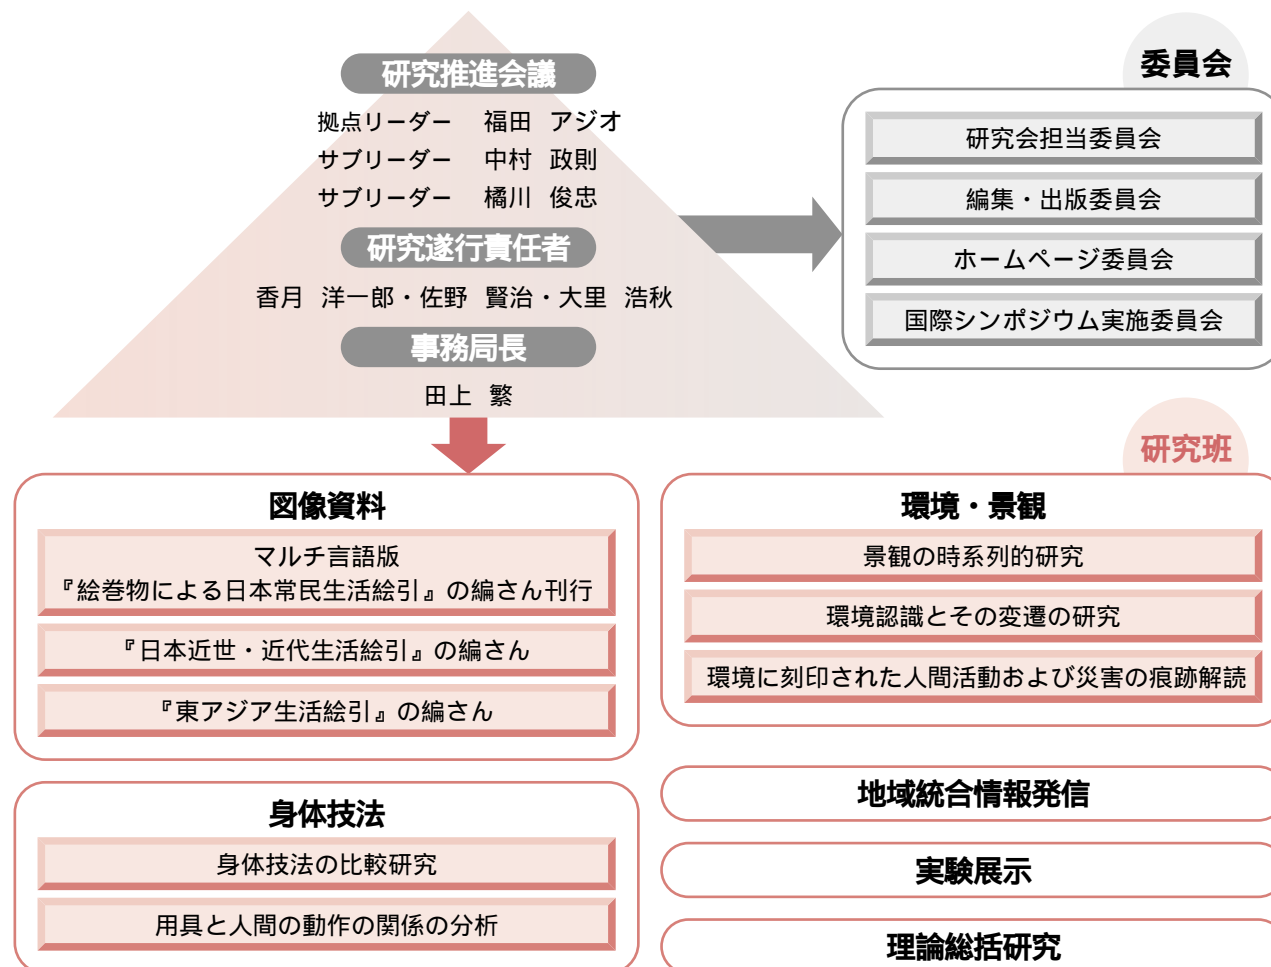 研究推進会議
拠点リーダー 福田 アジオ
サブリーダー 中村 政則
サブリーダー 橘川 俊忠
研究遂行責任者
香月 洋一郎・佐野 賢治・大里 浩秋
事務局長
田上 繁
委員会
研究会担当委員会
編集・出版委員会
ホームページ委員会
国際シンポジウム実施委員会
研究班
図像資料
マルチ言語版
『絵巻物による日本常民生活絵引』の編さん刊行
『日本近世・近代生活絵引』の編さん
『東アジア生活絵引』の編さん
身体技法
身体技法の比較研究
用具と人間の動作の関係の分析
環境・景観
景観の時系列的研究
環境認識とその変遷の研究
環境に刻印された人間活動および災害の痕跡解読
地域統合情報発信
実験展示
理論総括研究